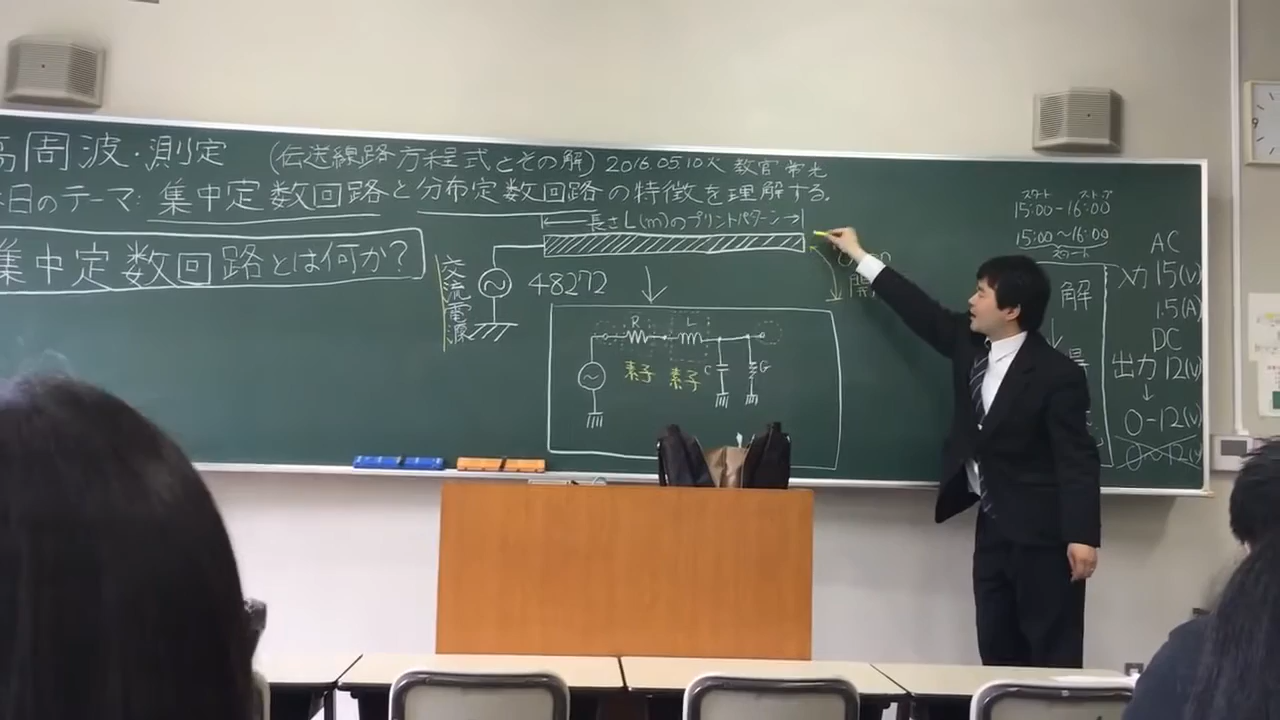 高周波・測定 (伝送線路方程式とその解) 2016.05.10火 教官 常光
本日のテーマ: 集中定数回路と分布定数回路の特徴を理解する。
集中定数回路とは何か?
長さL(m)のプリントパターン
交流電源
48272
R
L
C
G
素子 素子
開
スタート ストップ
15:00-16:00
15:00~16:00
スタート
解
AC
入力 15(V)
1.5(A)
DC
出力 12(V)
↓
0-12(V)
0-12(V)
9